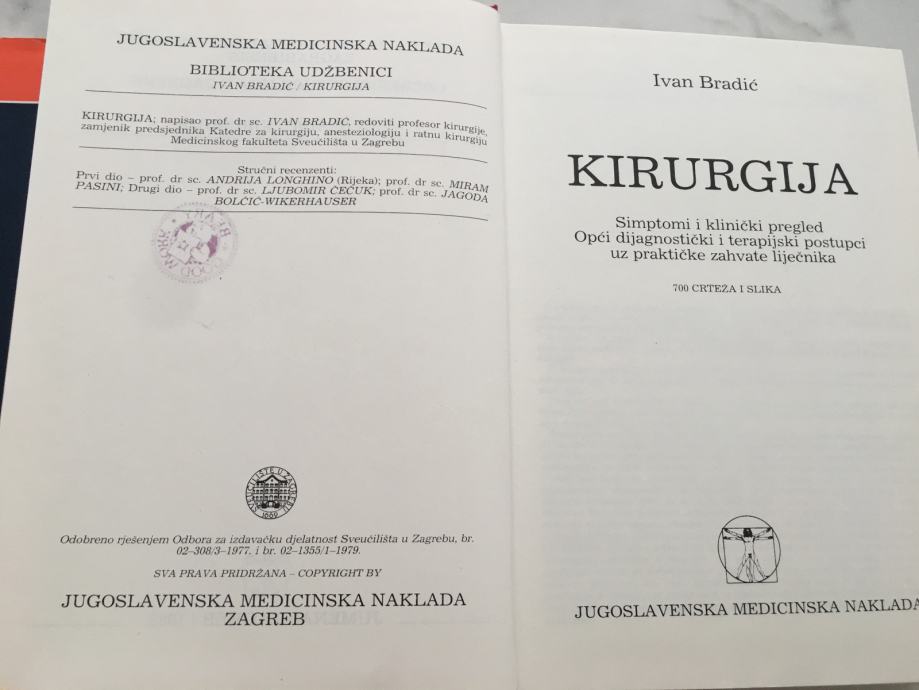 JUGOSLAVENSKA MEDICINSKA NAKLADA
BIBLIOTEKA UDŽBENICI
IVAN BRADIĆ / KIRURGIJA
KIRURGIJA; napisao prof. dr sc. IVAN BRADIĆ, redoviti profesor kirurgije,
zamjenik predsjednika Katedre za kirurgiju, anesteziologiju i ratnu kirurgiju
Medicinskog fakulteta Sveučilišta u Zagrebu
Stručni recenzenti:
Prvi dio – prof. dr sc. ANDRIJA LONGHINO (Rijeka); prof. dr sc. MIRAM
PASINI; Drugi dio – prof. dr sc. LJUBOMIR ČEČUK; prof. dr sc. JAGODA
BOLČIĆ-WIKERHAUSER
GOOD WORK
SVEUČILIŠTE U ZAGREBU
1669
Odobreno rješenjem Odbora za izdavačku djelatnost Sveučilišta u Zagrebu, br.
02–308/3–1977. i br. 02–1355/1–1979.
SVA PRAVA PRIDRŽANA – COPYRIGHT BY
JUGOSLAVENSKA MEDICINSKA NAKLADA
ZAGREB
Ivan Bradić
KIRURGIJA
Simptomi i klinički pregled
Opći dijagnostički i terapijski postupci
uz praktičke zahvate liječnika
700 CRTEŽA I SLIKA
JUGOSLAVENSKA MEDICINSKA NAKLADA